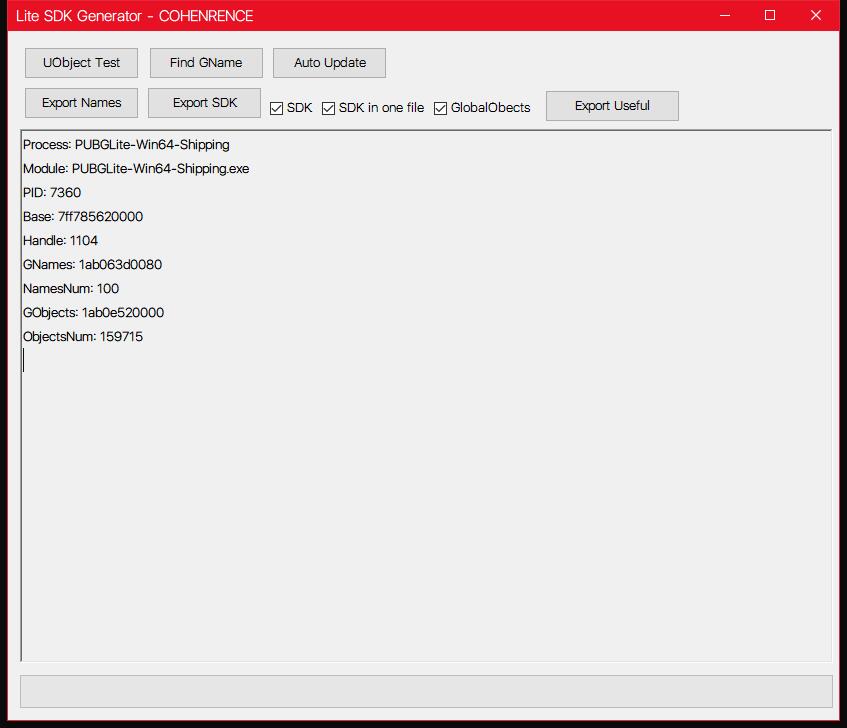 Lite SDK Generator - COHENRENCE
UObject Test Find GName Auto Update
Export Names Export SDK SDK SDK in one file GlobalObects Export Useful
Process: PUBGLite-Win64-Shipping
Module: PUBGLite-Win64-Shipping.exe
PID: 7360
Base: 7ff785620000
Handle: 1104
GNames: 1ab063d0080
NamesNum: 100
GObjects: 1ab0e520000
ObjectsNum: 159715